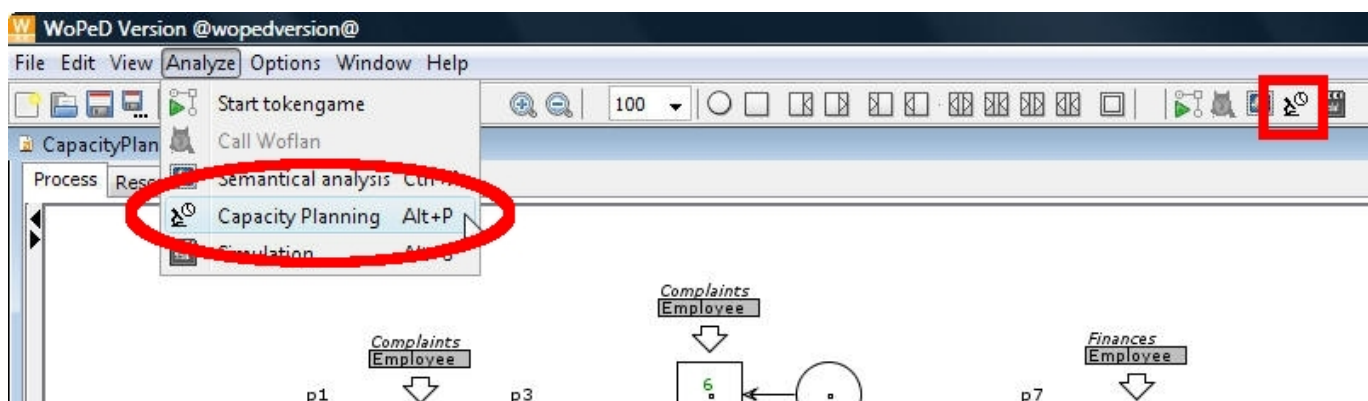 WoPeD Version @wopedversion@
File Edit View Analyze Options Window Help
Start tokengame
100
Call Woflan
CapacityPlan
Semantical analysis
Process
Capacity Planning Alt+P
Simulation
Complaints
Employee
Complaints
Employee
Finances
Employee
6
p1
p3
p7